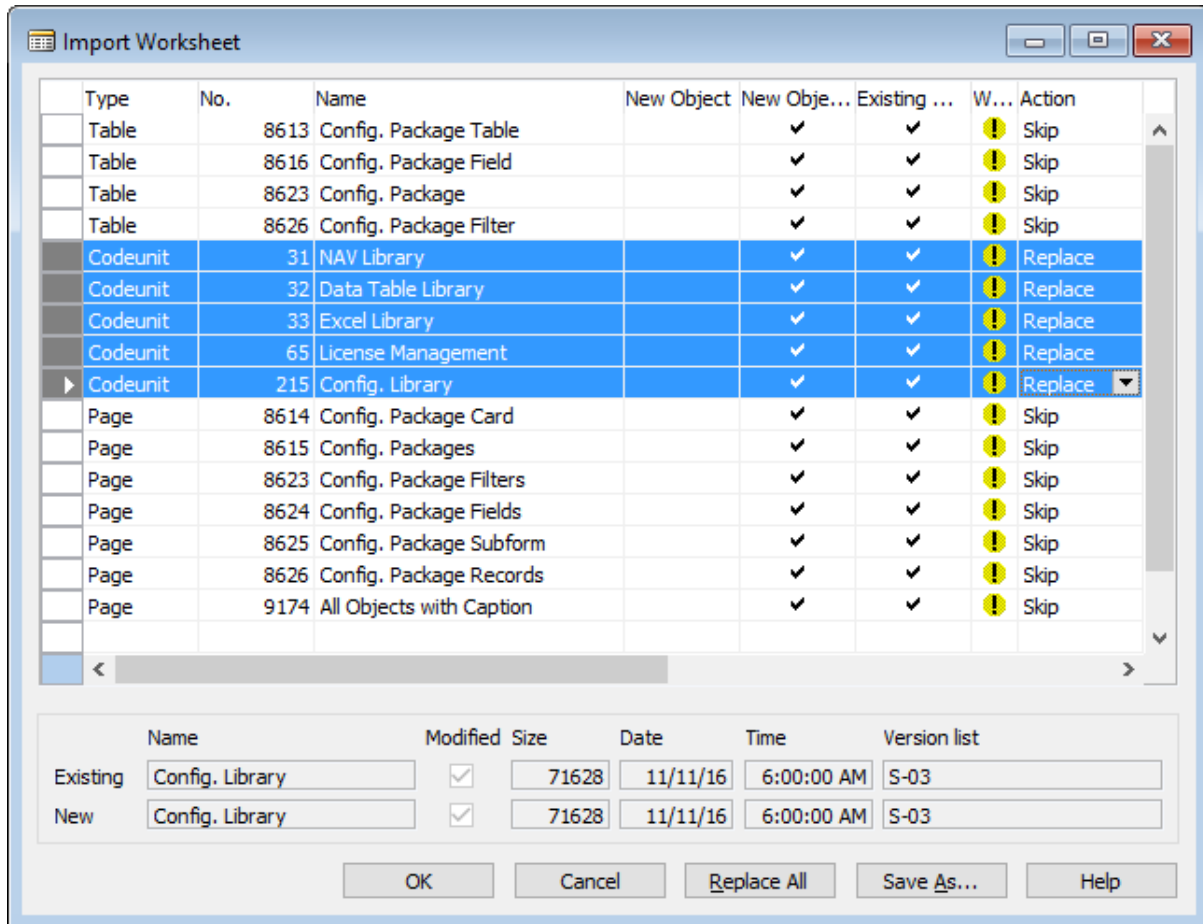 Import Worksheet
Type No. Name New Object New Obje... Existing ... W... Action
Table 8613 Config. Package Table Skip
Table 8616 Config. Package Field Skip
Table 8623 Config. Package Skip
Table 8626 Config. Package Filter Skip
Codeunit 31 NAV Library Replace
Codeunit 32 Data Table Library Replace
Codeunit 33 Excel Library Replace
Codeunit 65 License Management Replace
Codeunit 215 Config. Library Replace
Page 8614 Config. Package Card Skip
Page 8615 Config. Packages Skip
Page 8623 Config. Package Filters Skip
Page 8624 Config. Package Fields Skip
Page 8625 Config. Package Subform Skip
Page 8626 Config. Package Records Skip
Page 9174 All Objects with Caption Skip
Name Modified Size Date Time Version list
Existing Config. Library 71628 11/11/16 6:00:00 AM S-03
New Config. Library 71628 11/11/16 6:00:00 AM S-03
OK Cancel Replace All Save As... Help